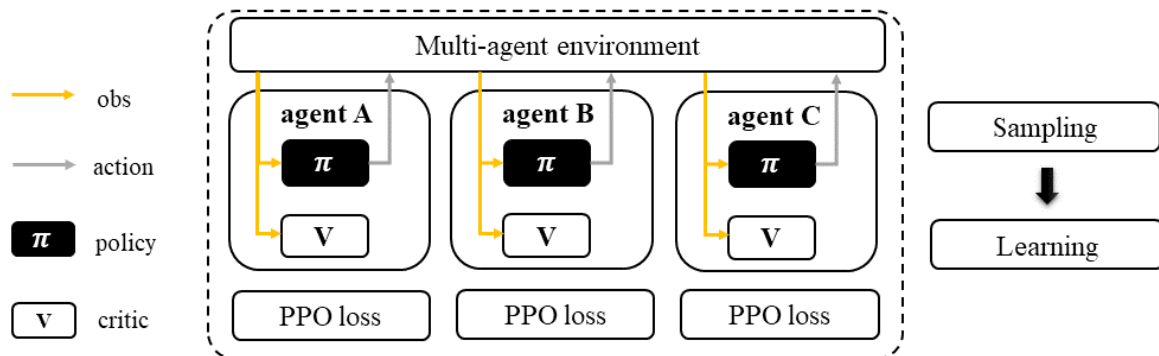 Multi-agent environment
obs
action
π policy
V critic
agent A
π
V
PPO loss
agent B
π
V
PPO loss
agent C
π
V
PPO loss
Sampling
Learning